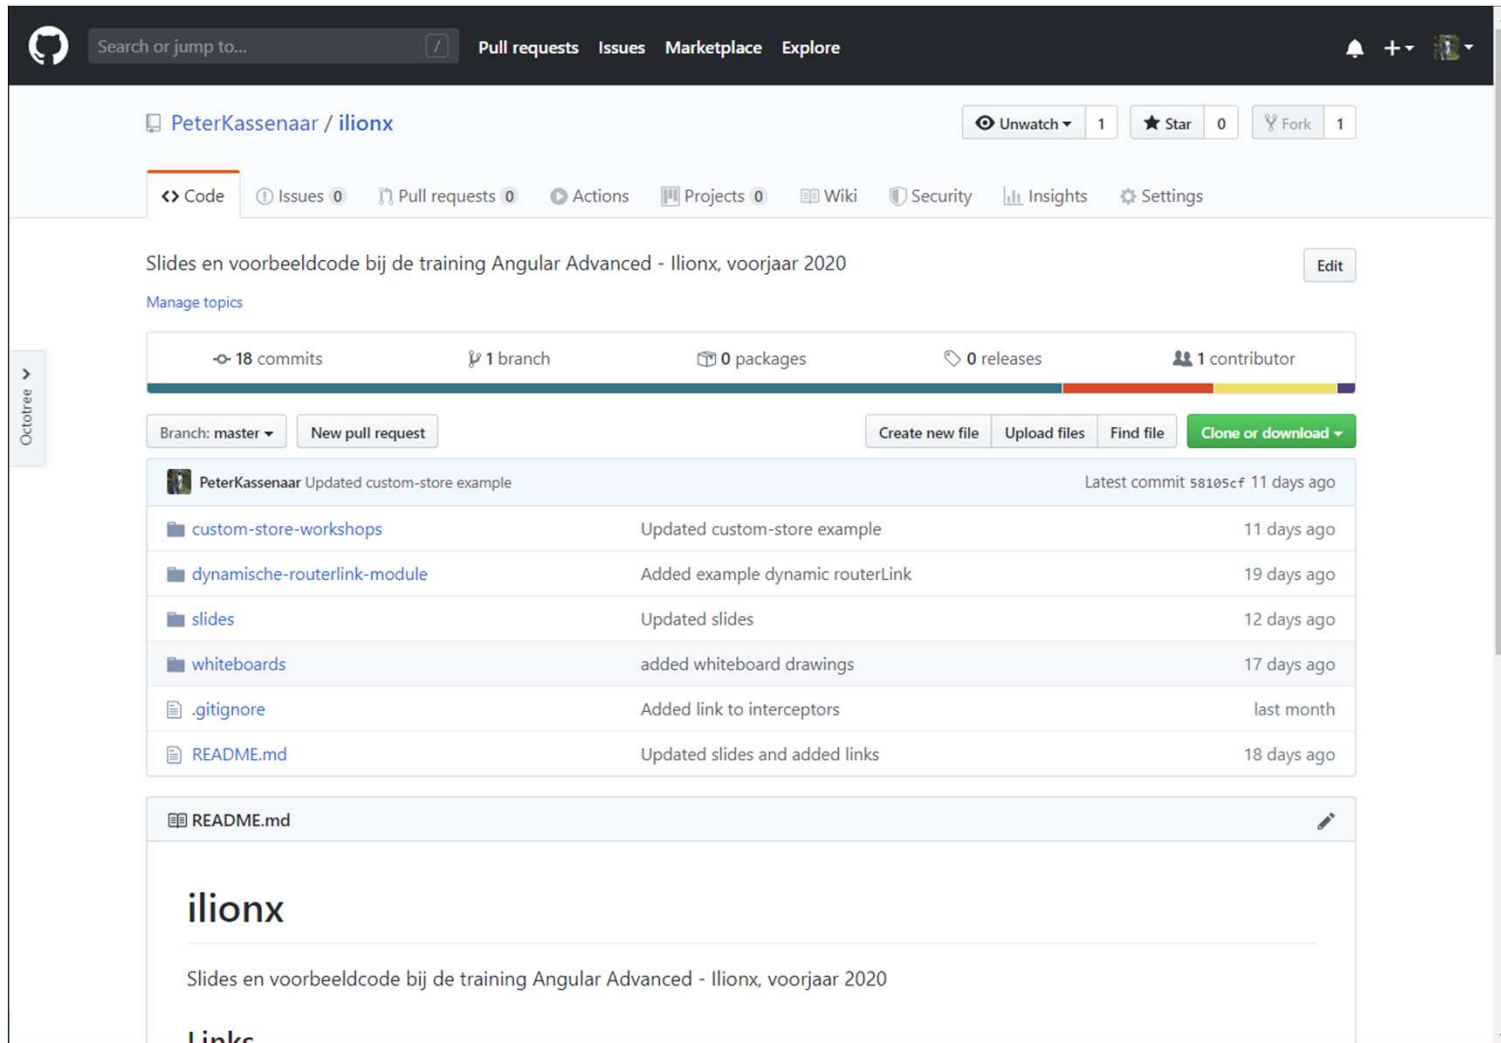 Search or jump to... /
Pull requests Issues Marketplace Explore
PeterKassenaar / ilionx
Unwatch 1 Star 0 Fork 1
Code Issues 0 Pull requests 0 Actions Projects 0 Wiki Security Insights Settings
Slides en voorbeeldcode bij de training Angular Advanced - Ilionx, voorjaar 2020 Edit
Manage topics
18 commits 1 branch 0 packages 0 releases 1 contributor
Octotree
Branch: master New pull request Create new file Upload files Find file Clone or download
PeterKassenaar Updated custom-store example Latest commit 58105cf 11 days ago
custom-store-workshops Updated custom-store example 11 days ago
dynamische-routerlink-module Added example dynamic routerLink 19 days ago
slides Updated slides 12 days ago
whiteboards added whiteboard drawings 17 days ago
.gitignore Added link to interceptors last month
README.md Updated slides and added links 18 days ago
README.md
ilionx
Slides en voorbeeldcode bij de training Angular Advanced - Ilionx, voorjaar 2020
Links